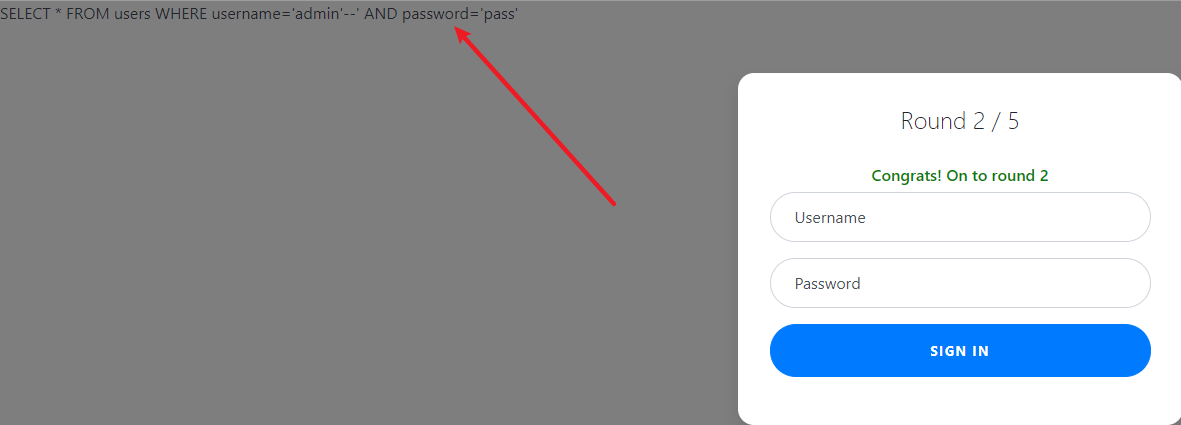 SELECT * FROM users WHERE username='admin'--' AND password='pass'
Round 2 / 5
Congrats! On to round 2
Username
Password
SIGN IN